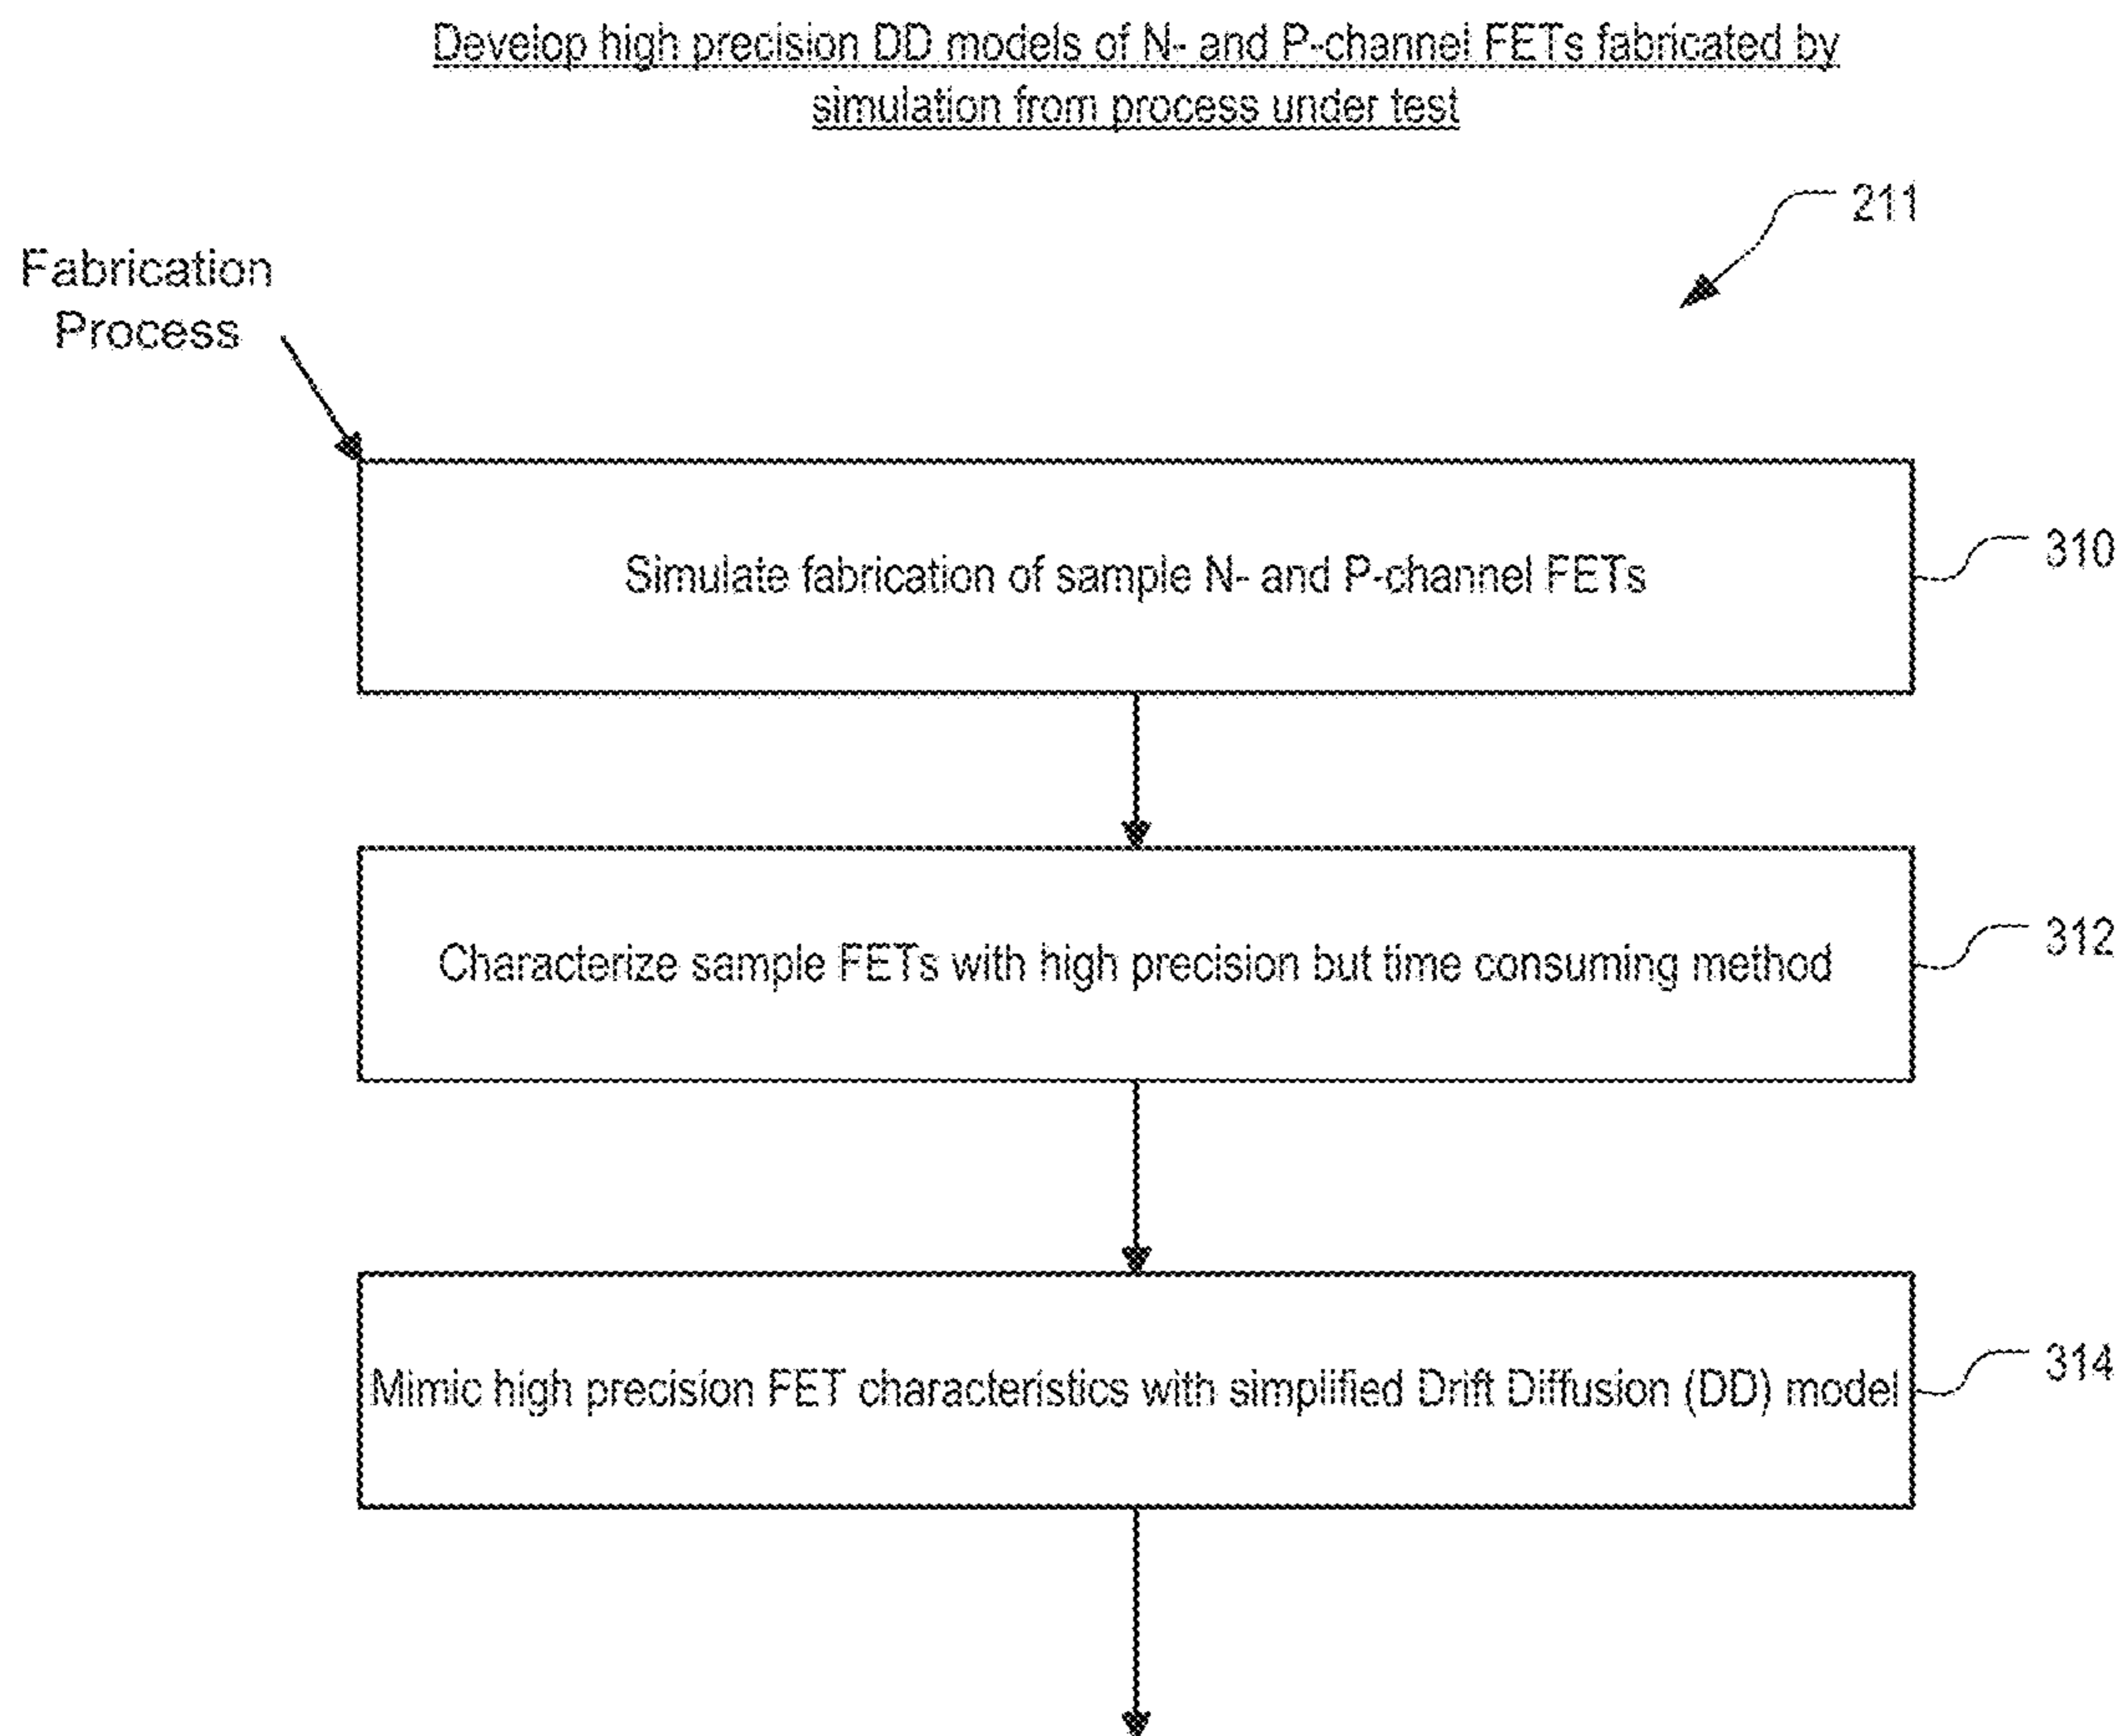 Develop high precision DD models of N- and P-channel FETs fabricated by
simulation from process under test
211
Fabrication
Process
Simulate fabrication of sample N- and P-channel FETs
310
Characterize sample FETs with high precision but time consuming method
312
Mimic high precision FET characteristics with simplified Drift Diffusion (DD) model
314